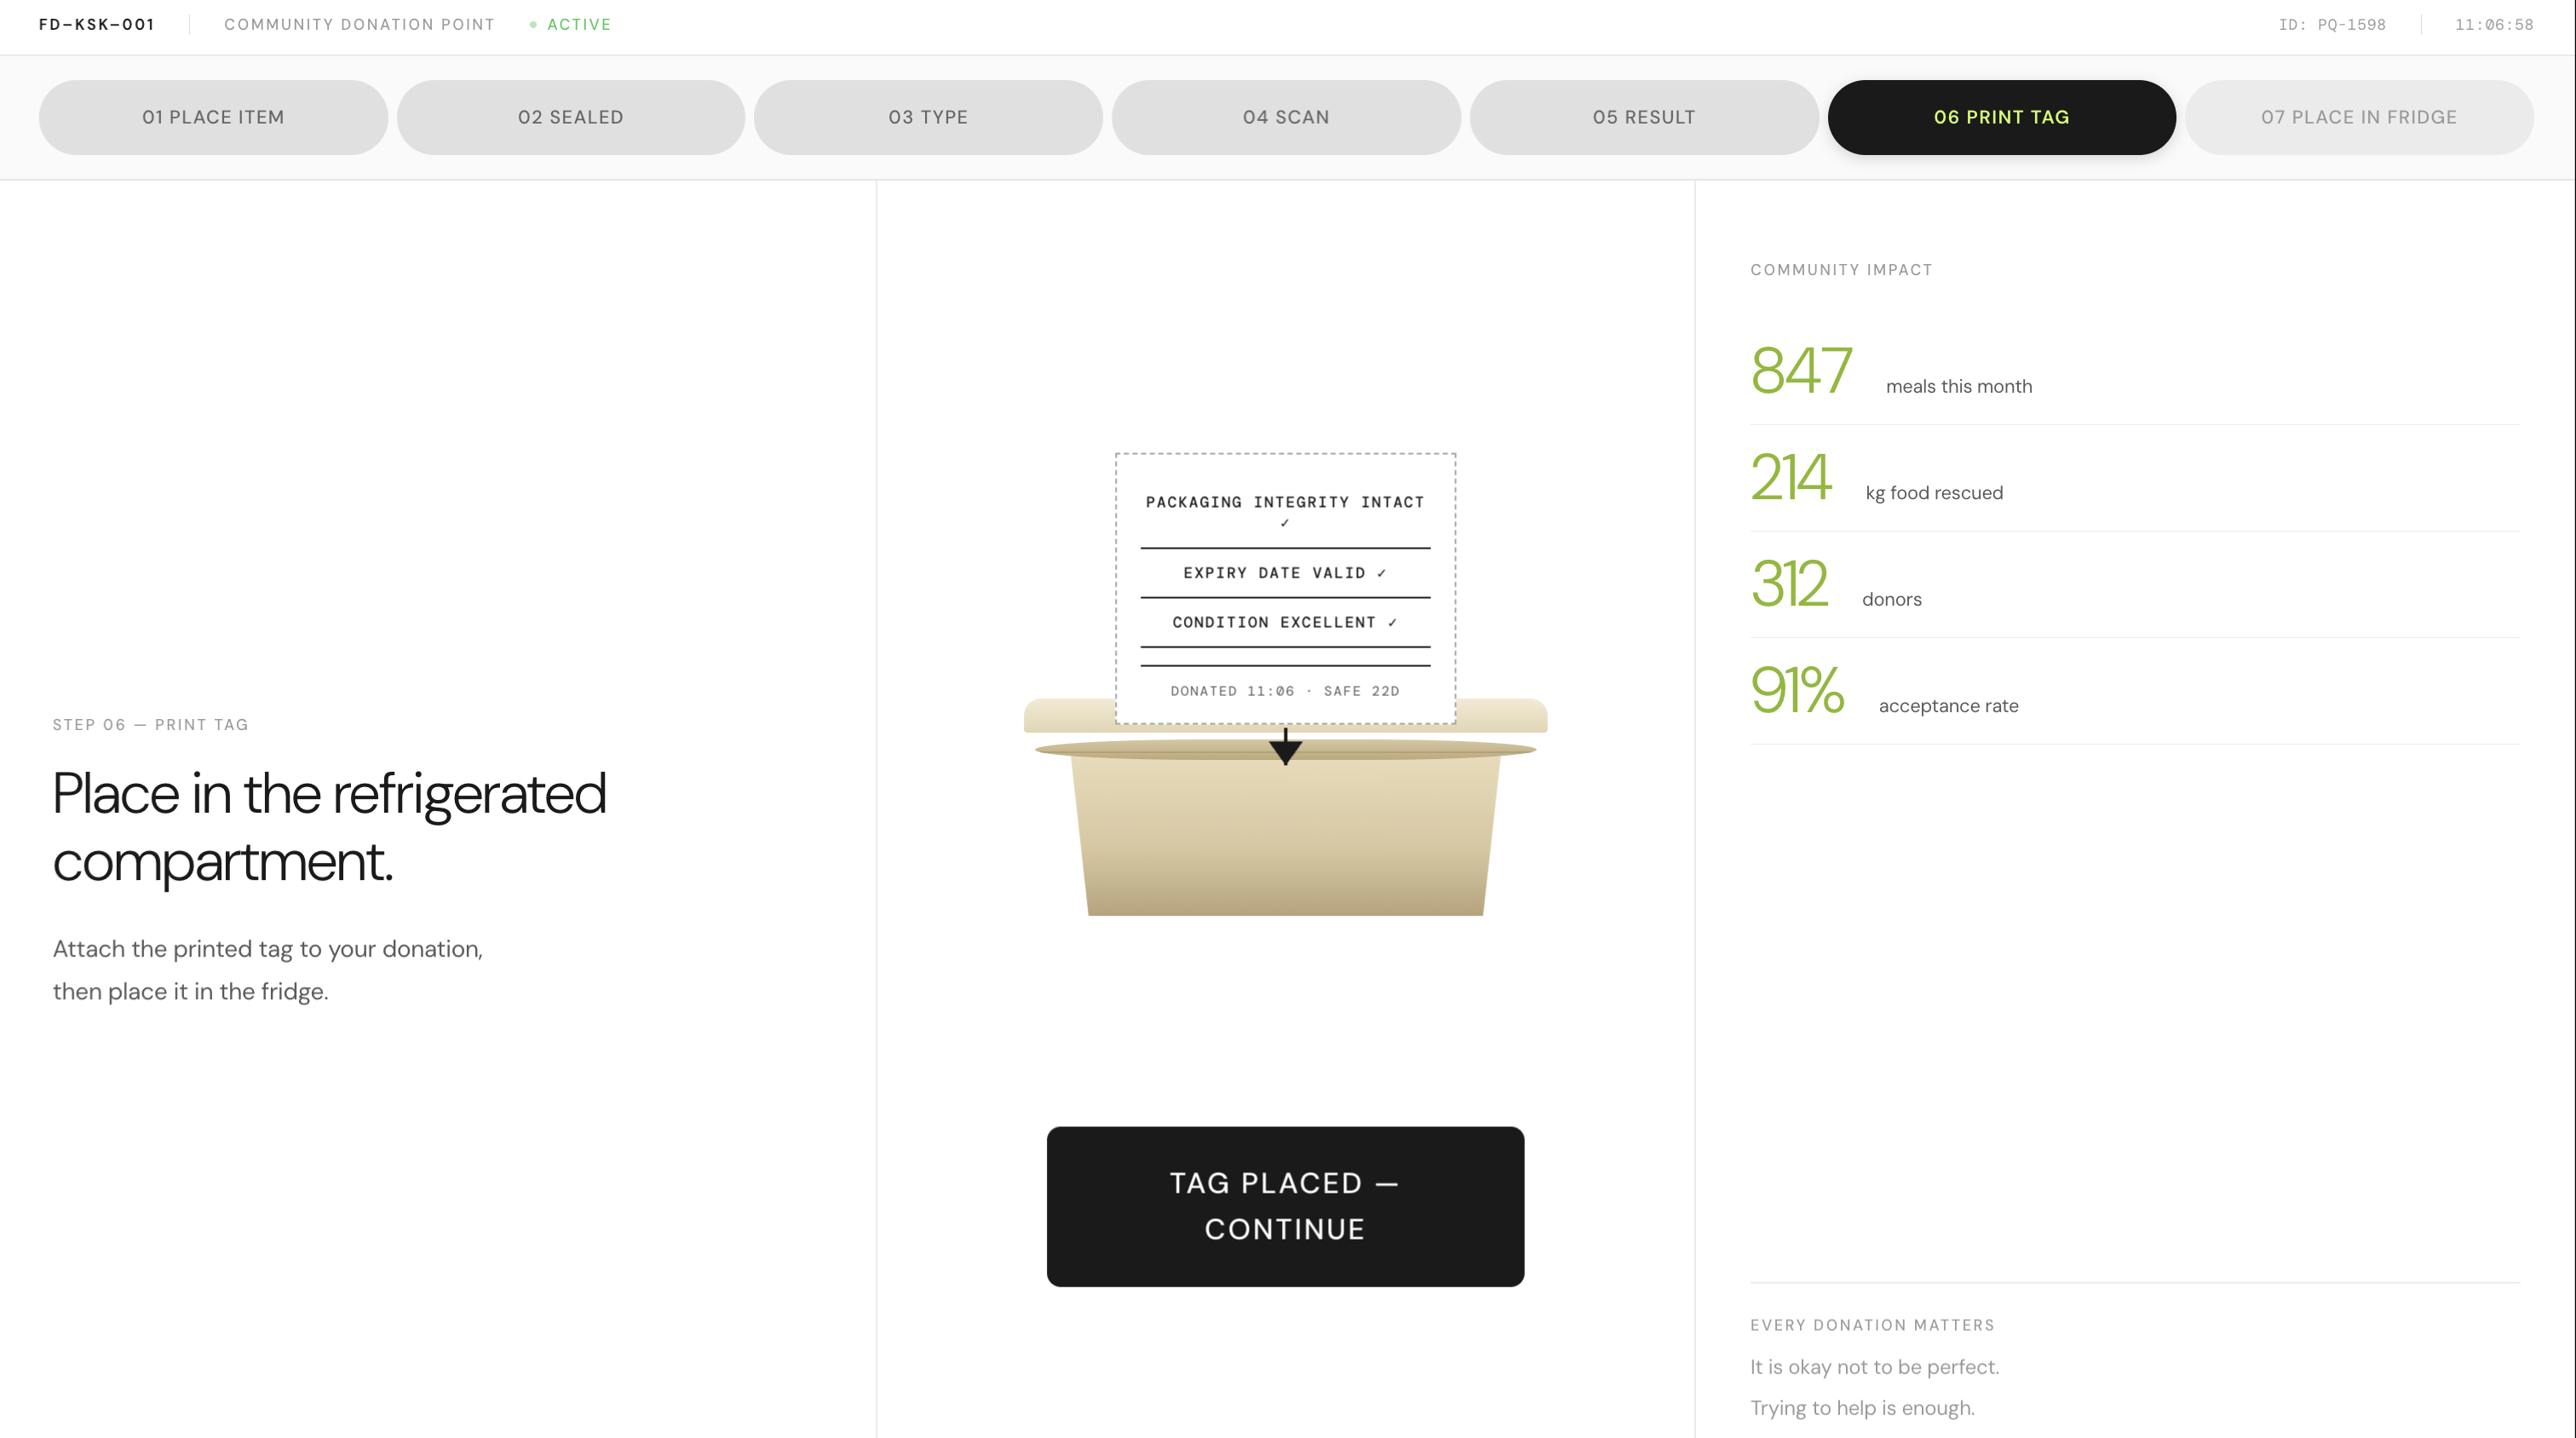 FD–KSK–001
COMMUNITY DONATION POINT
ACTIVE
ID: PQ-1598
11:06:58
01 PLACE ITEM
02 SEALED
03 TYPE
04 SCAN
05 RESULT
06 PRINT TAG
07 PLACE IN FRIDGE
STEP 06 — PRINT TAG
Place in the refrigerated
compartment.
Attach the printed tag to your donation,
then place it in the fridge.
PACKAGING INTEGRITY INTACT
✓
EXPIRY DATE VALID ✓
CONDITION EXCELLENT ✓
DONATED 11:06 · SAFE 22D
TAG PLACED —
CONTINUE
COMMUNITY IMPACT
847 meals this month
214 kg food rescued
312 donors
91% acceptance rate
EVERY DONATION MATTERS
It is okay not to be perfect.
Trying to help is enough.